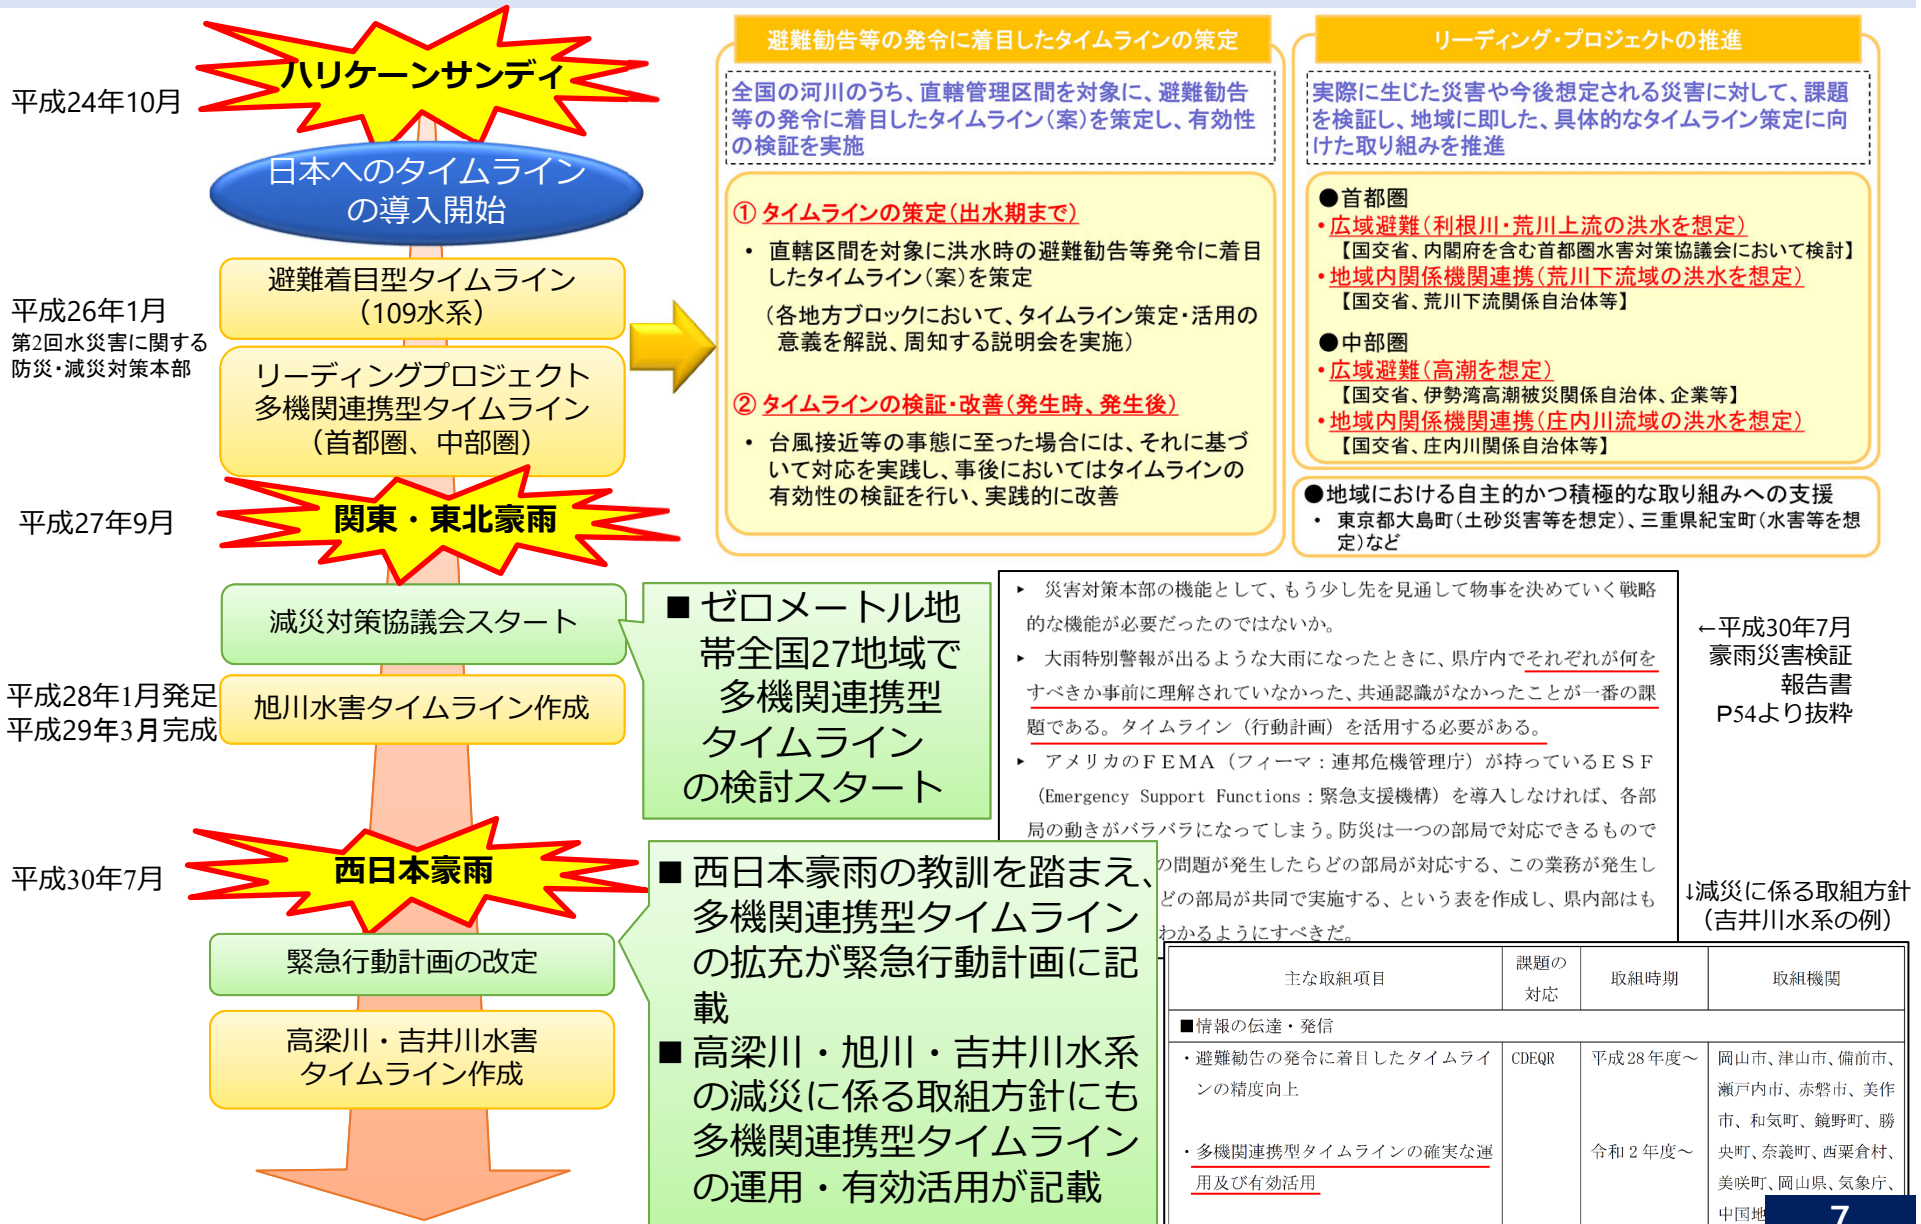 平成24年10月
ハリケーンサンディ
日本へのタイムライン
の導入開始
平成26年1月
第2回水災害に関する
防災・減災対策本部
避難着目型タイムライン
（109水系）
リーディングプロジェクト
多機関連携型タイムライン
（首都圏、中部圏）
平成27年9月
関東・東北豪雨
減災対策協議会スタート
平成28年1月発足
平成29年3月完成
旭川水害タイムライン作成
平成30年7月
西日本豪雨
緊急行動計画の改定
高梁川・吉井川水害
タイムライン作成
避難勧告等の発令に着目したタイムラインの策定
全国の河川のうち、直轄管理区間を対象に、避難勧告
等の発令に着目したタイムライン（案）を策定し、有効性
の検証を実施
① タイムラインの策定（出水期まで）
・ 直轄区間を対象に洪水時の避難勧告等発令に着目
したタイムライン（案）を策定
（各地方ブロックにおいて、タイムライン策定・活用の
意義を解説、周知する説明会を実施）
② タイムラインの検証・改善（発生時、発生後）
・ 台風接近等の事態に至った場合には、それに基づ
いて対応を実践し、事後においてはタイムラインの
有効性の検証を行い、実践的に改善
リーディング・プロジェクトの推進
実際に生じた災害や今後想定される災害に対して、課題
を検証し、地域に即した、具体的なタイムライン策定に向
けた取り組みを推進
●首都圏
・広域避難（利根川・荒川上流の洪水を想定）
【国交省、内閣府を含む首都圏水害対策協議会において検討】
・地域内関係機関連携（荒川下流域の洪水を想定）
【国交省、荒川下流関係自治体等】
●中部圏
・広域避難（高潮を想定）
【国交省、伊勢湾高潮被災関係自治体、企業等】
・地域内関係機関連携（庄内川流域の洪水を想定）
【国交省、庄内川関係自治体等】
●地域における自主的かつ積極的な取り組みへの支援
・ 東京都大島町（土砂災害等を想定）、三重県紀宝町（水害等を想
定）など
■ゼロメートル地
帯全国27地域で
多機関連携型
タイムライン
の検討スタート
▸ 災害対策本部の機能として、もう少し先を見通して物事を決めていく戦略
的な機能が必要だったのではないか。
▸ 大雨特別警報が出るような大雨になったときに、県庁内でそれぞれが何を
すべきか事前に理解されていなかった、共通認識がなかったことが一番の課
題である。タイムライン（行動計画）を活用する必要がある。
▸ アメリカのＦＥＭＡ（フィーマ：連邦危機管理庁）が持っているＥＳＦ
（Emergency Support Functions：緊急支援機構）を導入しなければ、各部
局の動きがバラバラになってしまう。防災は一つの部局で対応できるもので
の問題が発生したらどの部局が対応する、この業務が発生し
どの部局が共同で実施する、という表を作成し、県内部はも
わかるようにすべきだ。
←平成30年7月
豪雨災害検証
報告書
P54より抜粋
■西日本豪雨の教訓を踏まえ、
多機関連携型タイムライン
の拡充が緊急行動計画に記
載
■高梁川・旭川・吉井川水系
の減災に係る取組方針にも
多機関連携型タイムライン
の運用・有効活用が記載
↓減災に係る取組方針
（吉井川水系の例）
主な取組項目 課題の対応 取組時期 取組機関
■情報の伝達・発信
・避難勧告の発令に着目したタイムライ CDEQR 平成28年度～ 岡山市、津山市、備前市、
ンの精度向上 瀬戸内市、赤磐市、美作
市、和気町、鏡野町、勝
・多機関連携型タイムラインの確実な運 令和2年度～ 央町、奈義町、西粟倉村、
用及び有効活用 美咲町、岡山県、気象庁、
中国地
7